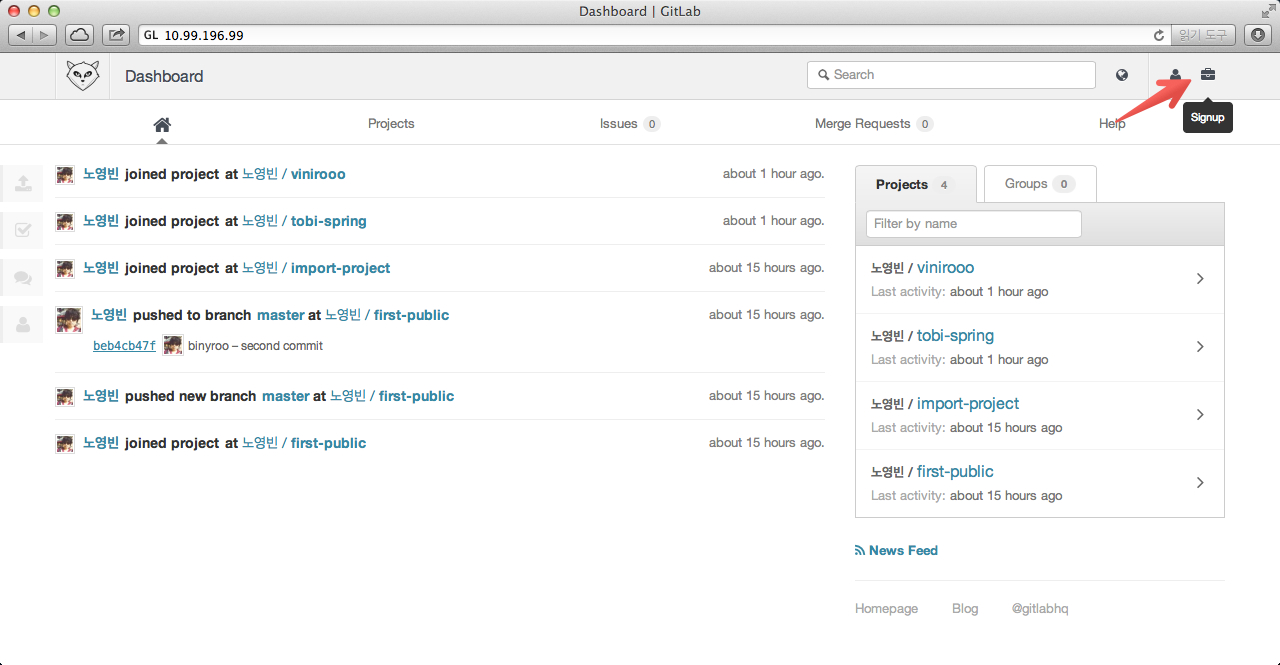 Dashboard | GitLab
GL 10.99.196.99 읽기 도구
Dashboard Search
Signup
Projects Issues 0 Merge Requests 0 Help
노영빈 joined project at 노영빈 / vinirooo about 1 hour ago.
노영빈 joined project at 노영빈 / tobi-spring about 1 hour ago.
노영빈 joined project at 노영빈 / import-project about 15 hours ago.
노영빈 pushed to branch master at 노영빈 / first-public about 15 hours ago.
beb4cb47f binyroo – second commit
노영빈 pushed new branch master at 노영빈 / first-public about 15 hours ago.
노영빈 joined project at 노영빈 / first-public about 15 hours ago.
Projects 4 Groups 0
Filter by name
노영빈 / vinirooo
Last activity: about 1 hour ago
노영빈 / tobi-spring
Last activity: about 1 hour ago
노영빈 / import-project
Last activity: about 15 hours ago
노영빈 / first-public
Last activity: about 15 hours ago
News Feed
Homepage Blog @gitlabhq